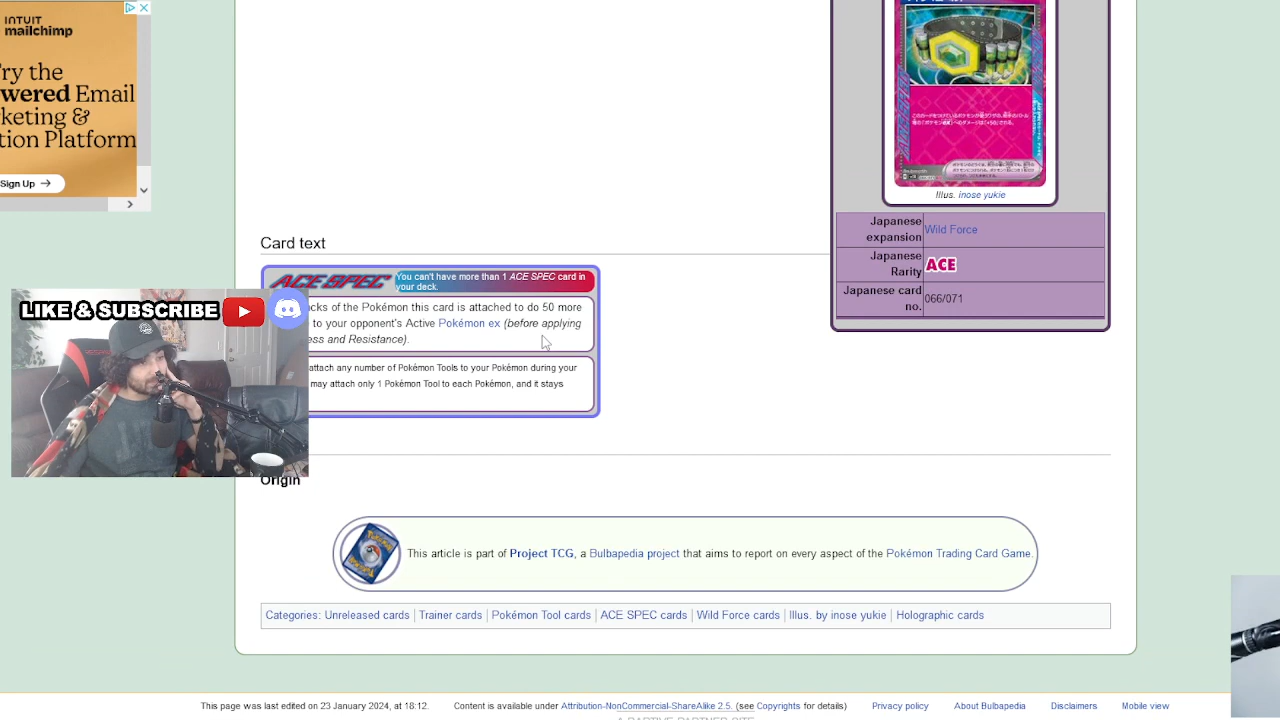 INTUIT
mailchimp
ry the
wered Email
rketing &
tion Platform
Sign Up →
Illus. inose yukie
Japanese expansion Wild Force
Japanese Rarity ACE
Japanese card no. 066/071
Card text
ACE SPEC You can't have more than 1 ACE SPEC card in
your deck.
LIKE & SUBSCRIBE
acks of the Pokémon this card is attached to do 50 more
to your opponent's Active Pokémon ex (before applying
ess and Resistance).
attach any number of Pokémon Tools to your Pokémon during your
may attach only 1 Pokémon Tool to each Pokémon, and it stays
Origin
This article is part of Project TCG, a Bulbapedia project that aims to report on every aspect of the Pokémon Trading Card Game.
Categories: Unreleased cards | Trainer cards | Pokémon Tool cards | ACE SPEC cards | Wild Force cards | Illus. by inose yukie | Holographic cards
This page was last edited on 23 January 2024, at 18:12. Content is available under Attribution-NonCommercial-ShareAlike 2.5. (see Copyrights for details) Privacy policy About Bulbapedia Disclaimers Mobile view